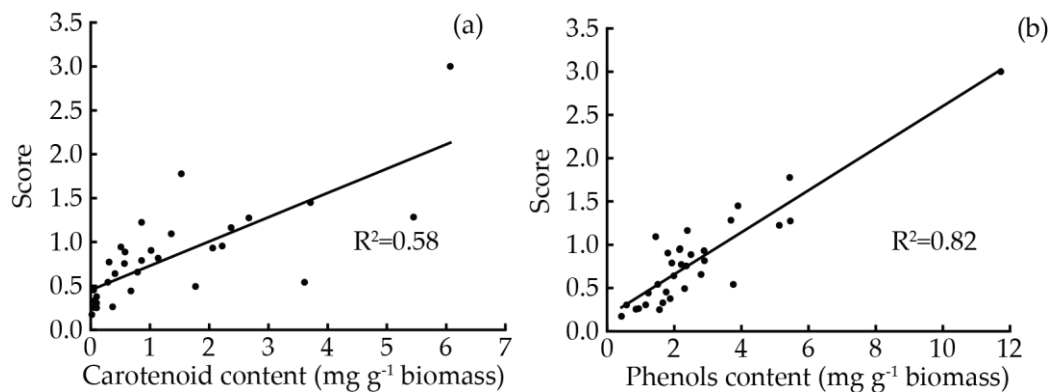 (a)
3.5
3.0
2.5
2.0
1.5
1.0
0.5
0.0
Score
R²=0.58
0 1 2 3 4 5 6 7
Carotenoid content (mg g⁻¹ biomass)
(b)
3.5
3.0
2.5
2.0
1.5
1.0
0.5
0.0
Score
R²=0.82
0 2 4 6 8 10 12
Phenols content (mg g⁻¹ biomass)